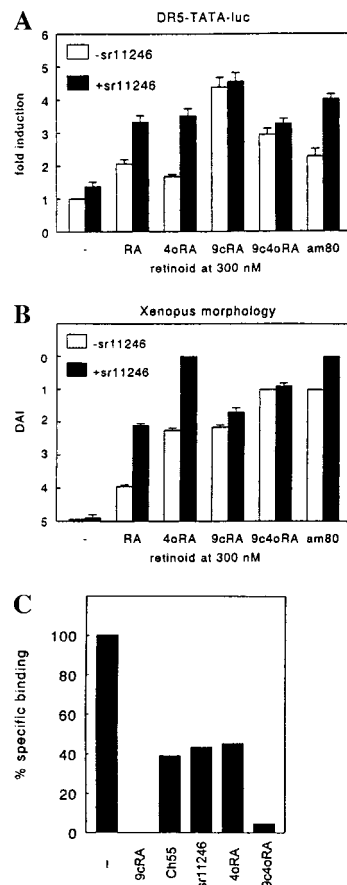 A
DR5-TATA-luc
-sr11246
+sr11246
fold induction
6
5
4
3
2
1
0
- RA 4oRA 9cRA 9c4oRA am80
retinoid at 300 nM
B
Xenopus morphology
-sr11246
+sr11246
DAI
0
1
2
3
4
5
- RA 4oRA 9cRA 9c4oRA am80
retinoid at 300 nM
C
% specific binding
100
80
60
40
20
0
- 9cRA Ch55 sr11246 4oRA 9c4oRA